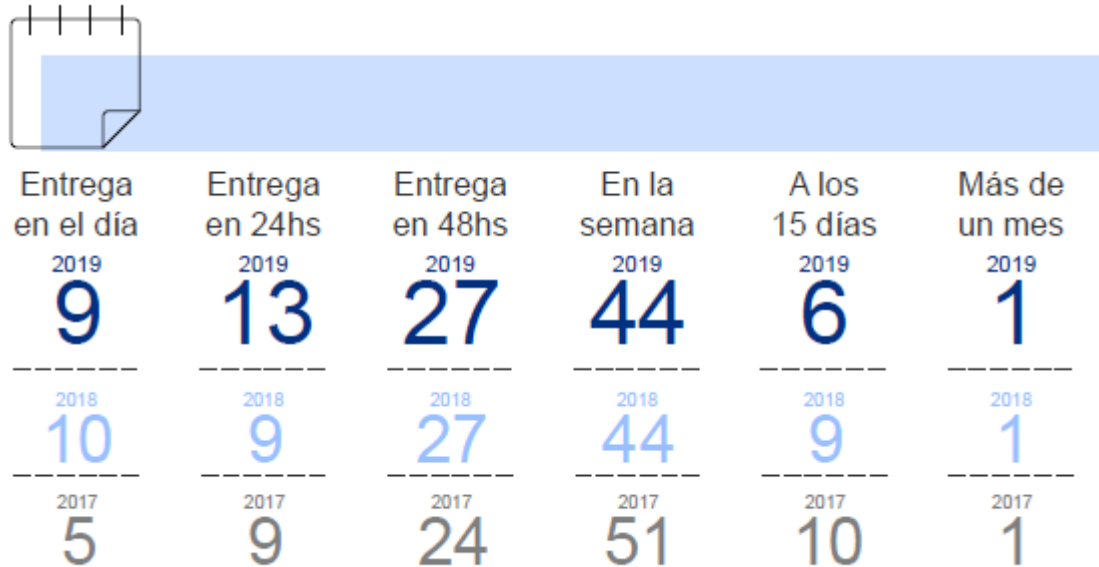 Entrega en el día
Entrega en 24hs
Entrega en 48hs
En la semana
A los 15 días
Más de un mes
2019 2019 2019 2019 2019 2019
9 13 27 44 6 1
2018 2018 2018 2018 2018 2018
10 9 27 44 9 1
2017 2017 2017 2017 2017 2017
5 9 24 51 10 1